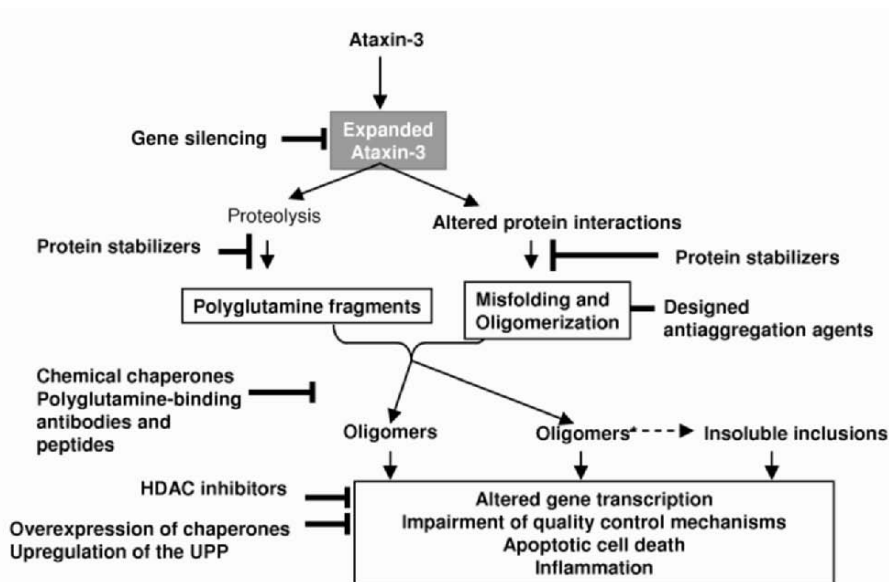 Ataxin-3
Gene silencing
Expanded
Ataxin-3
Proteolysis
Altered protein interactions
Protein stabilizers
Protein stabilizers
Polyglutamine fragments
Misfolding and
Oligomerization
Designed
antiaggregation agents
Chemical chaperones
Polyglutamine-binding
antibodies and
peptides
Oligomers
Oligomers
Insoluble inclusions
HDAC inhibitors
Overexpression of chaperones
Upregulation of the UPP
Altered gene transcription
Impairment of quality control mechanisms
Apoptotic cell death
Inflammation